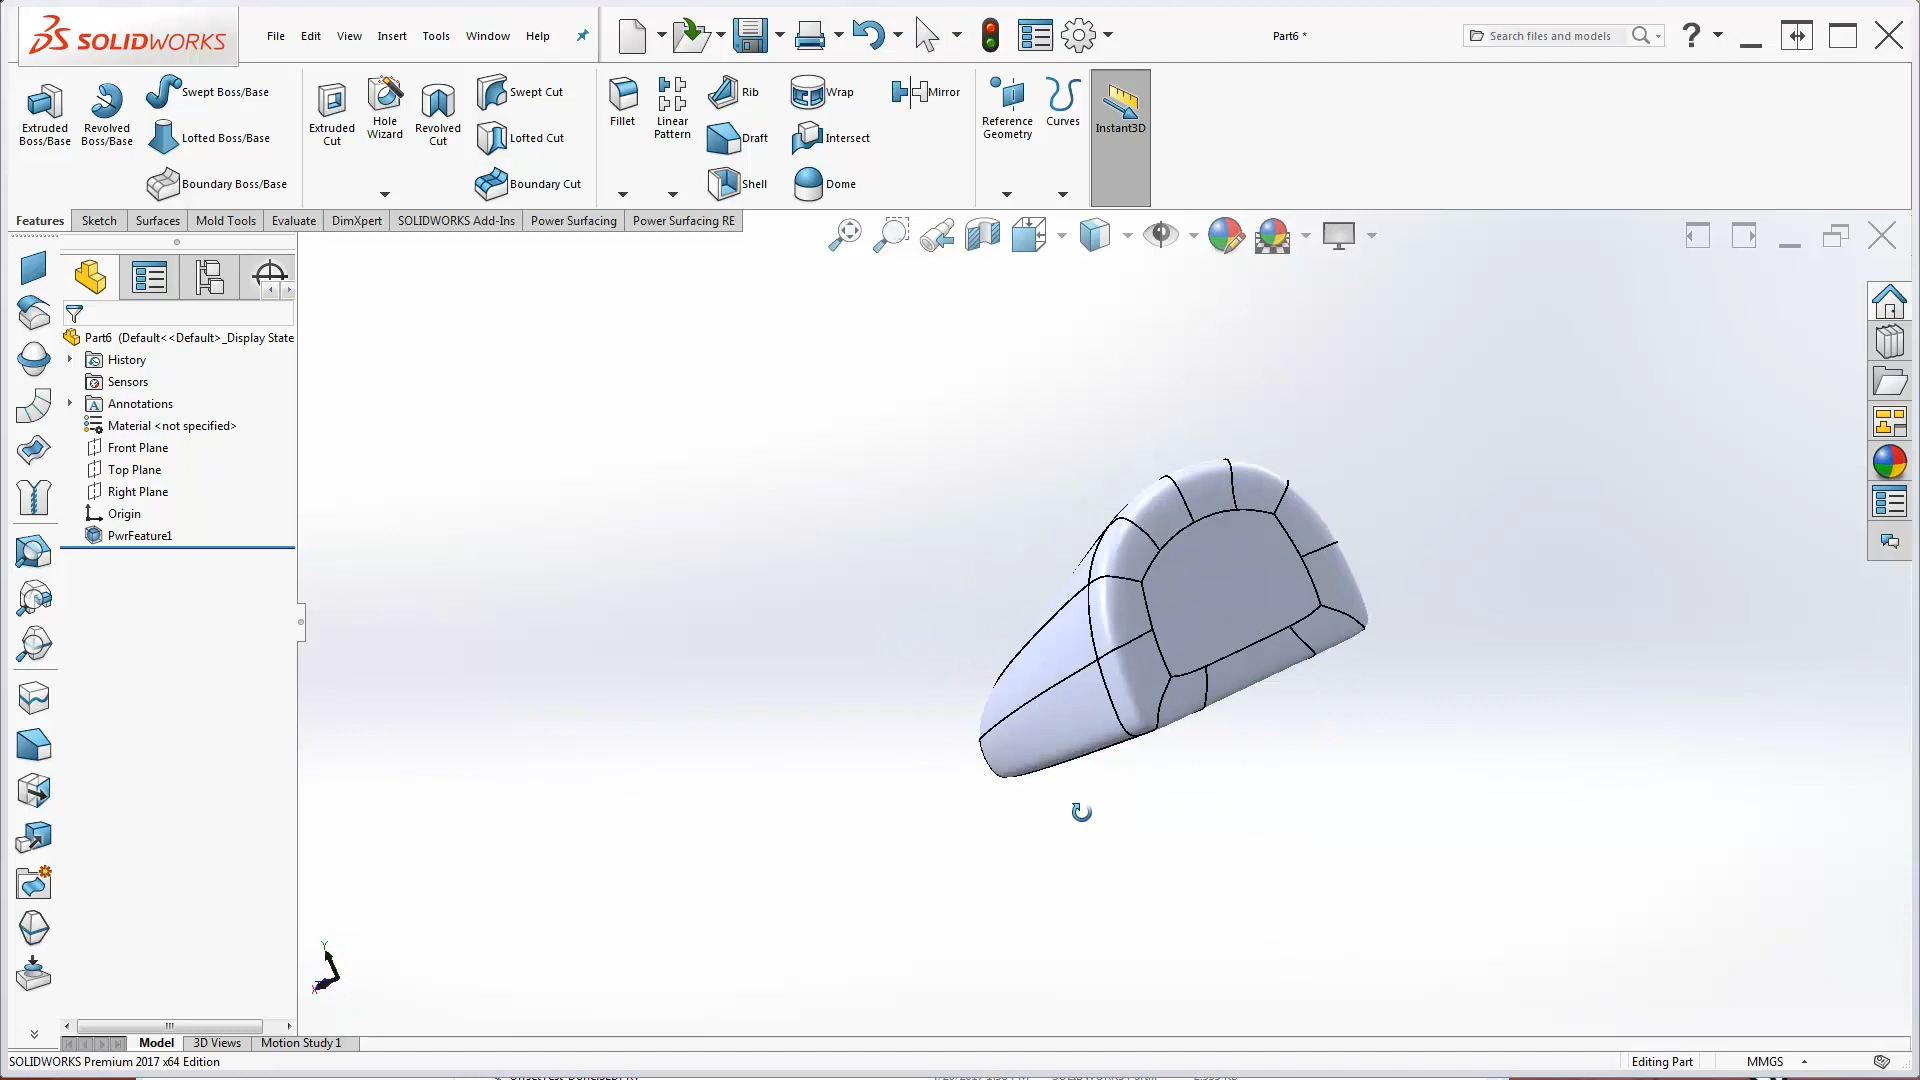 SOLIDWORKS
File Edit View Insert Tools Window Help
Part6 *
Search files and models
Extruded Boss/Base
Revolved Boss/Base
Swept Boss/Base
Lofted Boss/Base
Boundary Boss/Base
Extruded Cut
Hole Wizard
Revolved Cut
Swept Cut
Lofted Cut
Boundary Cut
Fillet
Linear Pattern
Rib
Draft
Shell
Wrap
Intersect
Dome
Mirror
Reference Geometry
Curves
Instant3D
Features Sketch Surfaces Mold Tools Evaluate DimXpert SOLIDWORKS Add-Ins Power Surfacing Power Surfacing RE
Part6 (Default<<Default>_Display State
History
Sensors
Annotations
Material <not specified>
Front Plane
Top Plane
Right Plane
Origin
PwrFeature1
Y
X
Model 3D Views Motion Study 1
SOLIDWORKS Premium 2017 x64 Edition
Editing Part
MMGS